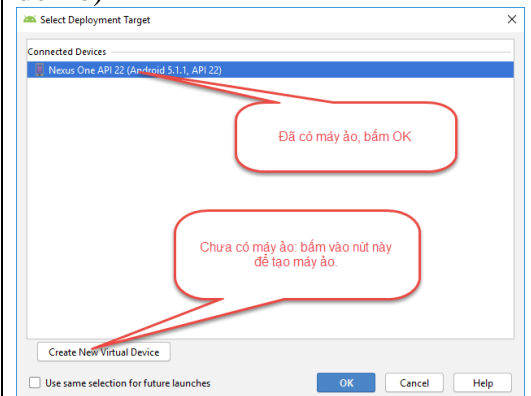 Select Deployment Target
Connected Devices
Nexus One API 22 (Android 5.1.1, API 22)
Đã có máy ảo, bấm OK
Chưa có máy ảo: bấm vào nút này
để tạo máy ảo.
Create New Virtual Device
Use same selection for future launches
OK
Cancel
Help